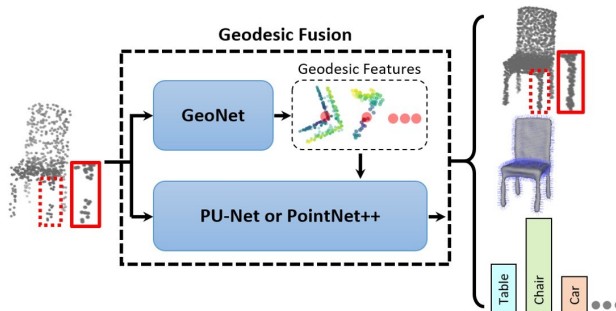 Geodesic Fusion
Geodesic Features
GeoNet
PU-Net or PointNet++
Table
Chair
Car